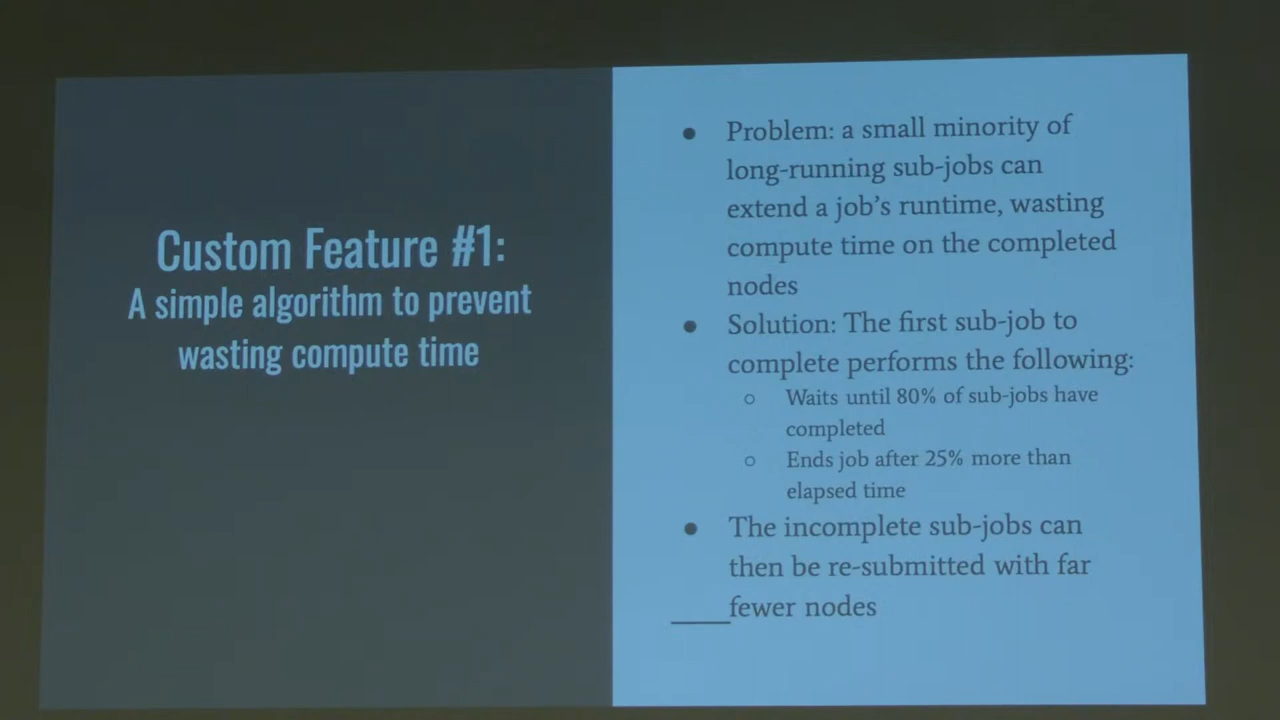 Custom Feature #1:
A simple algorithm to prevent
wasting compute time
● Problem: a small minority of
long-running sub-jobs can
extend a job’s runtime, wasting
compute time on the completed
nodes
● Solution: The first sub-job to
complete performs the following:
○ Waits until 80% of sub-jobs have
completed
○ Ends job after 25% more than
elapsed time
● The incomplete sub-jobs can
then be re-submitted with far
fewer nodes